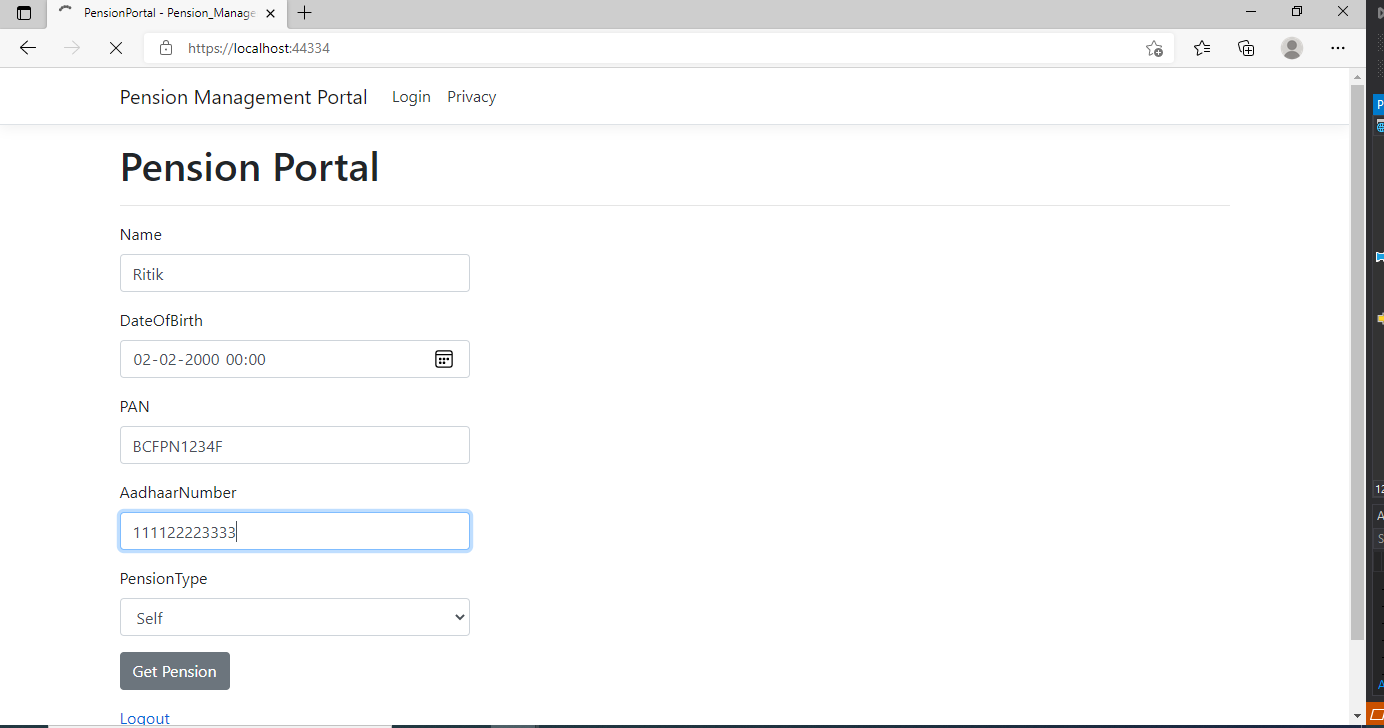 PensionPortal - Pension_Manage
https://localhost:44334
Pension Management Portal Login Privacy
Pension Portal
Name
Ritik
DateOfBirth
02-02-2000 00:00
PAN
BCFPN1234F
AadhaarNumber
111122223333
PensionType
Self
Get Pension
Logout